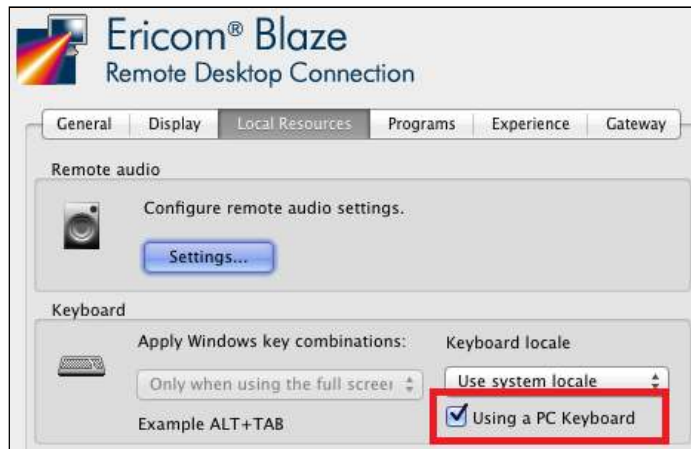 Ericom® Blaze
Remote Desktop Connection
General Display Local Resources Programs Experience Gateway
Remote audio
Configure remote audio settings.
Settings...
Keyboard
Apply Windows key combinations: Keyboard locale
Only when using the full Use system locale
Example ALT+TAB Using a PC Keyboard